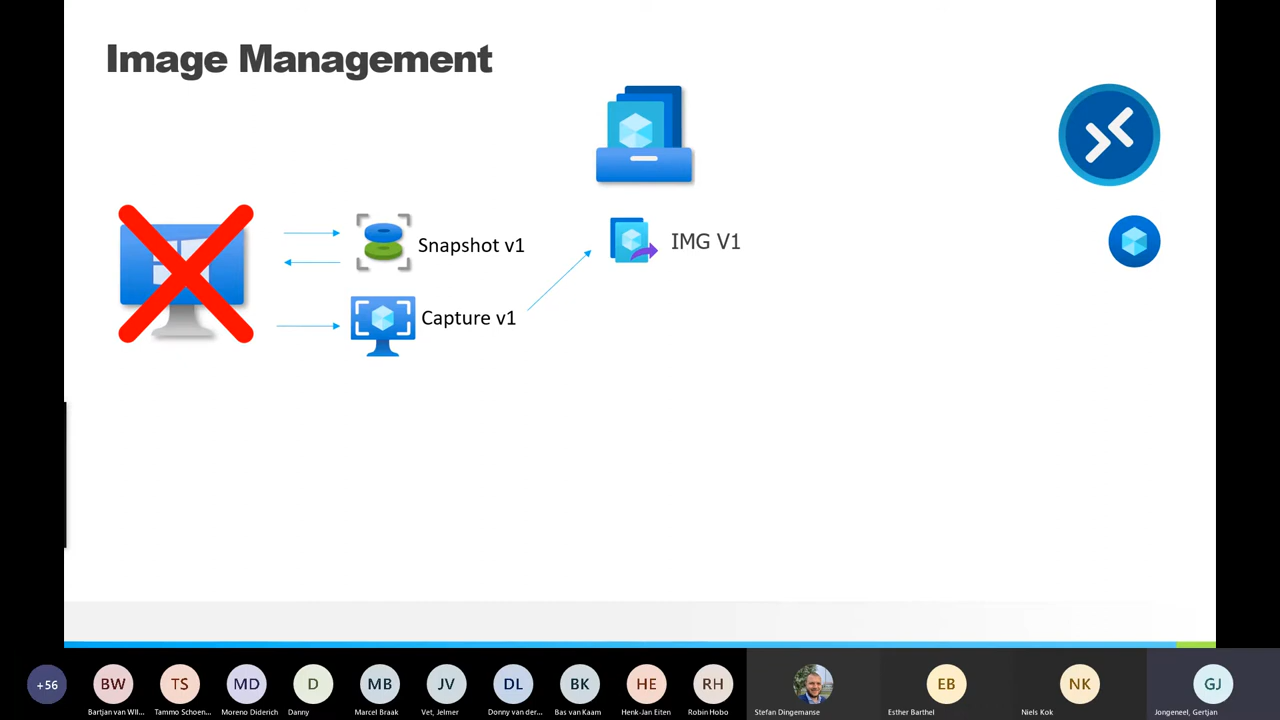 Image Management
Snapshot v1
IMG V1
Capture v1
+56
BW
TS
MD
D
MB
JV
DL
BK
HE
RH
EB
NK
GJ
Bartjan van WII...
Tammo Schoen...
Moreno Diderich
Danny
Marcel Braak
Vet, Jelmer
Donny van der...
Bas van Kaam
Henk-Jan Eiten
Robin Hobo
Stefan Dingemanse
Esther Barthel
Niels Kok
Jongeneel, Gertjan